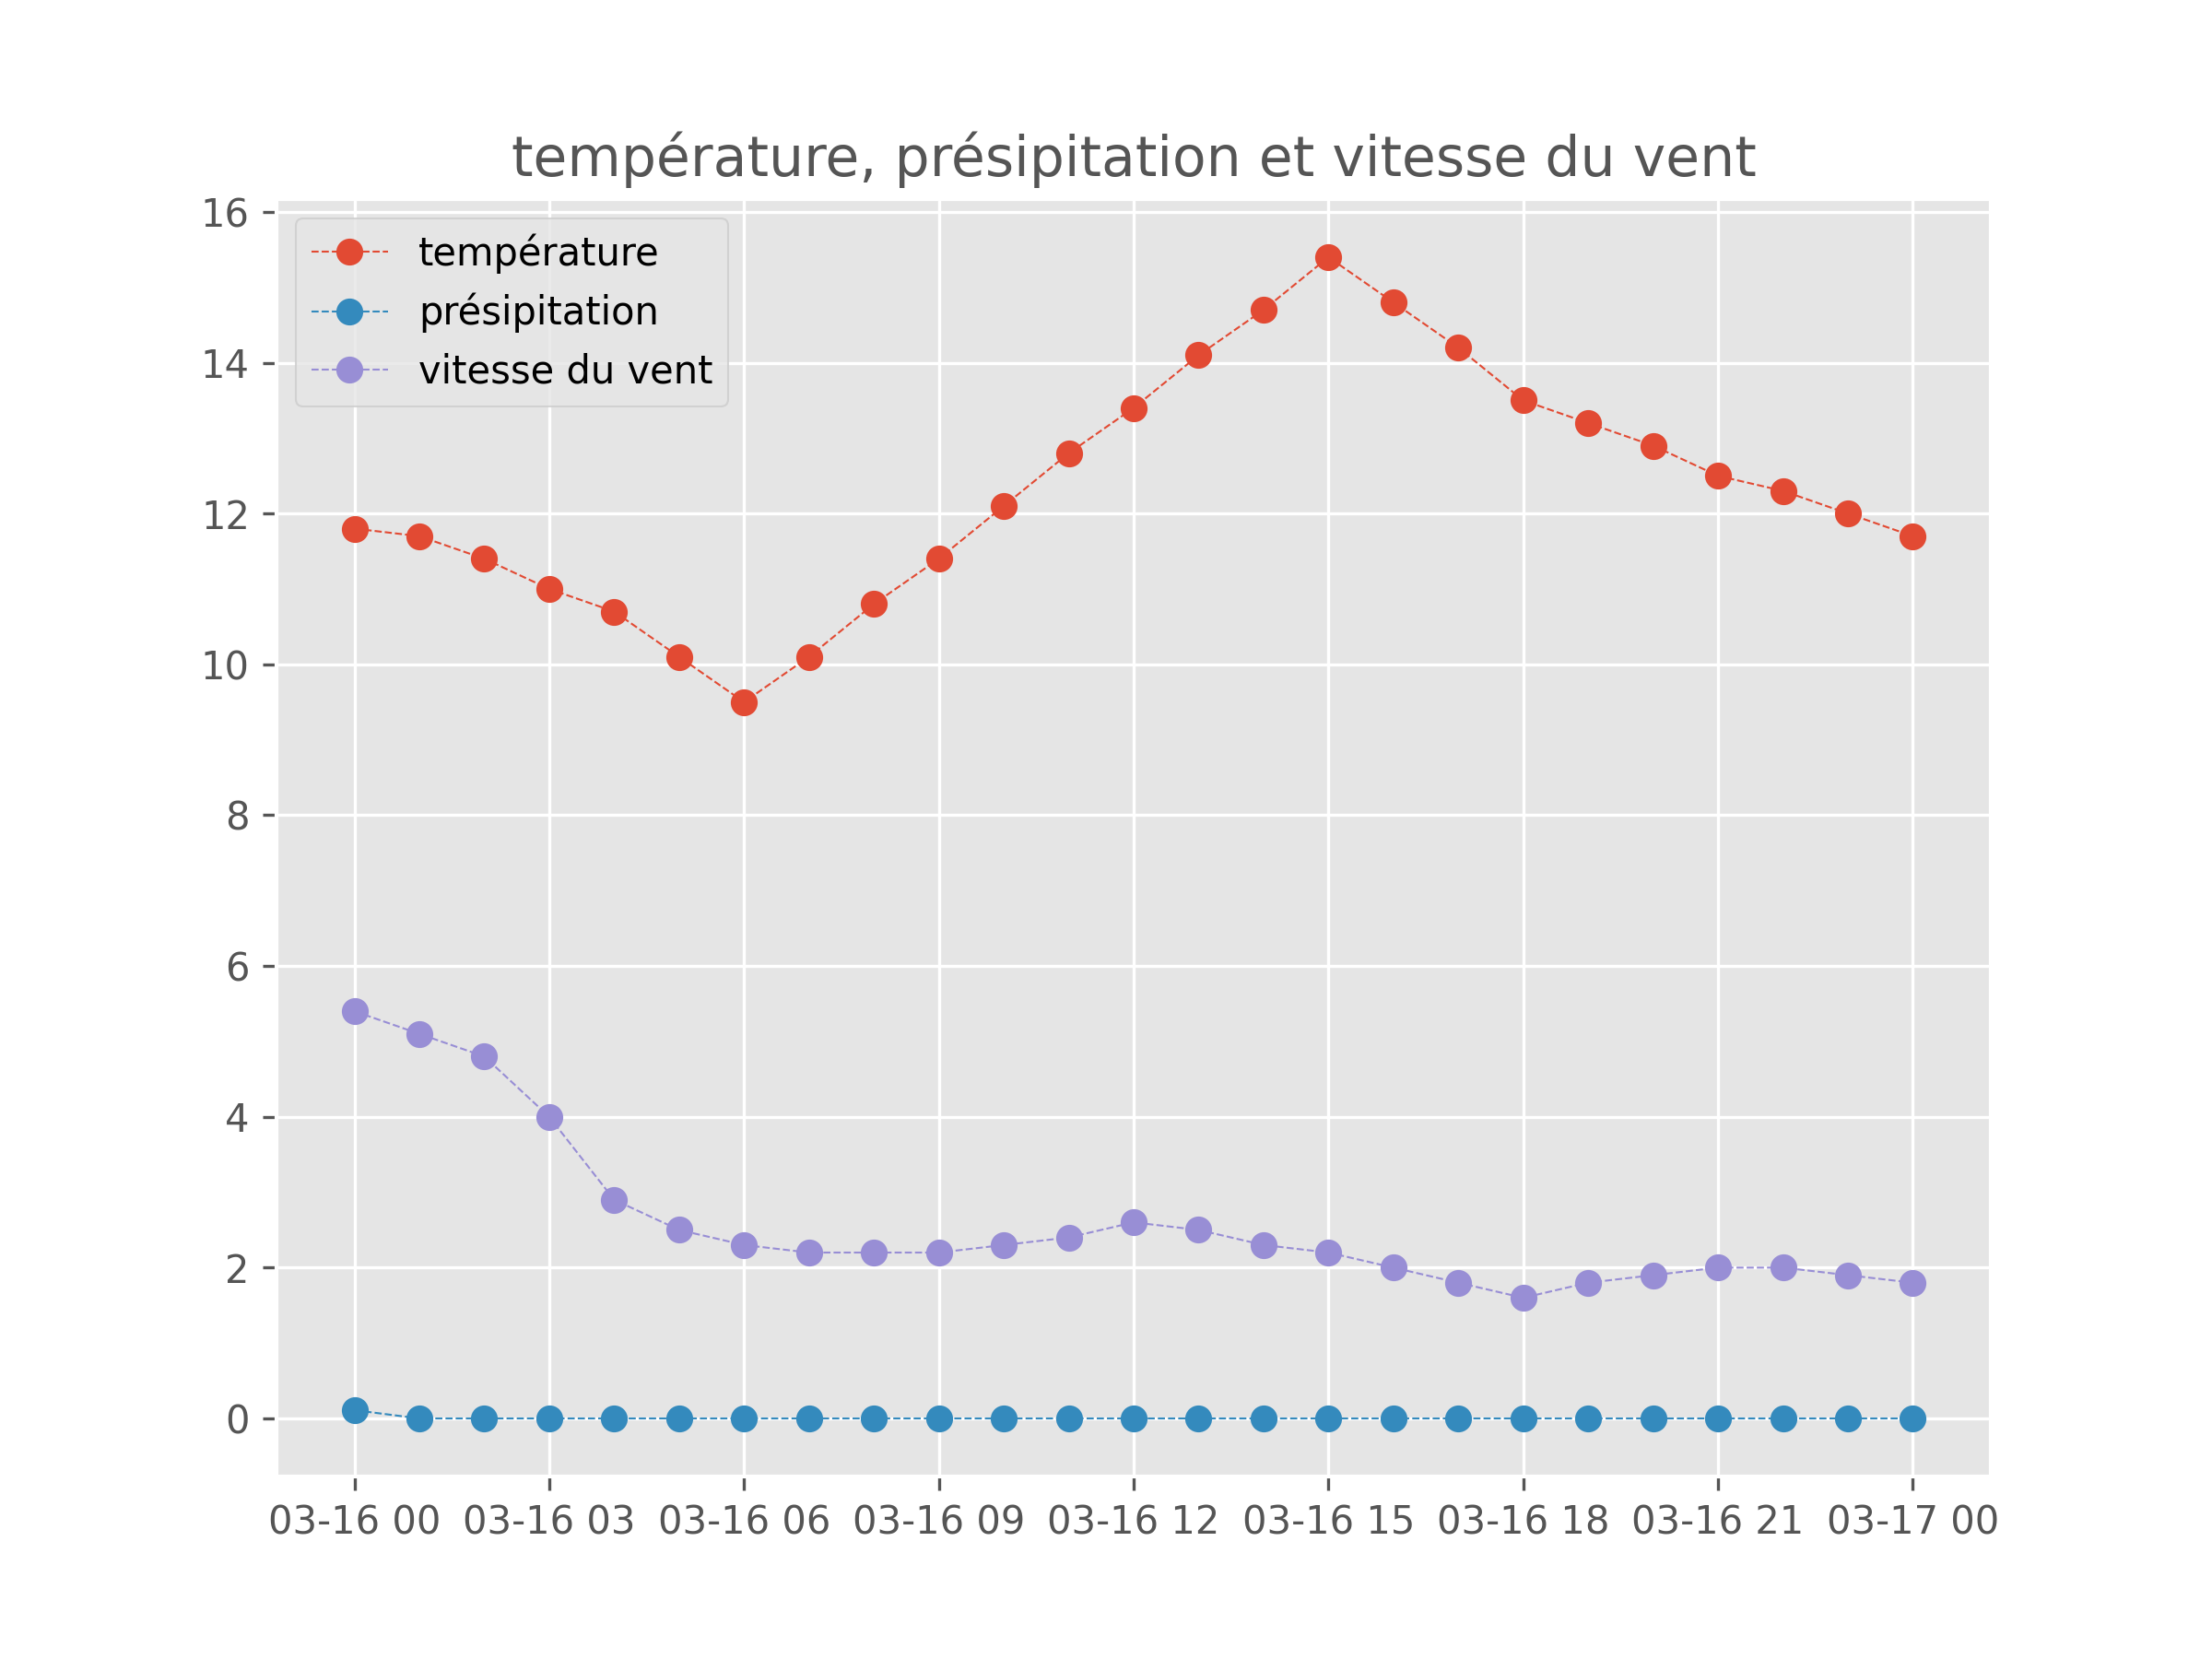 température, présipitation et vitesse du vent
température
présipitation
vitesse du vent
16
14
12
10
8
6
4
2
0
03-16 00 03-16 03 03-16 06 03-16 09 03-16 12 03-16 15 03-16 18 03-16 21 03-17 00